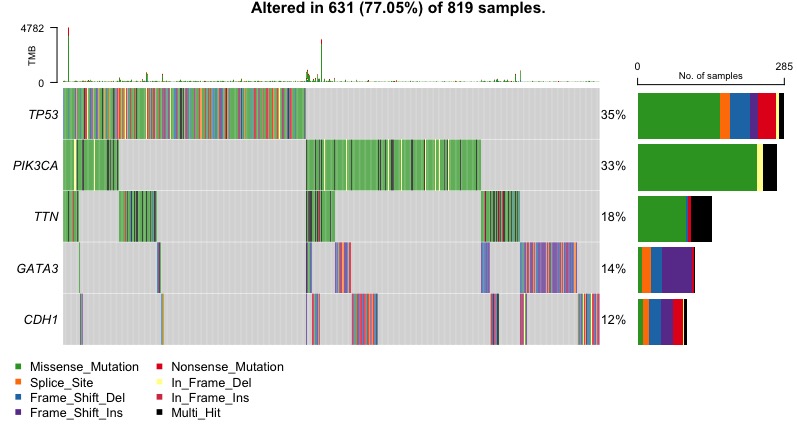 Altered in 631 (77.05%) of 819 samples.
4782
TMB
0
0
285
No. of samples
TP53
35%
PIK3CA
33%
TTN
18%
GATA3
14%
CDH1
12%
Missense_Mutation
Nonsense_Mutation
Splice_Site
In_Frame_Del
Frame_Shift_Del
In_Frame_Ins
Frame_Shift_Ins
Multi_Hit